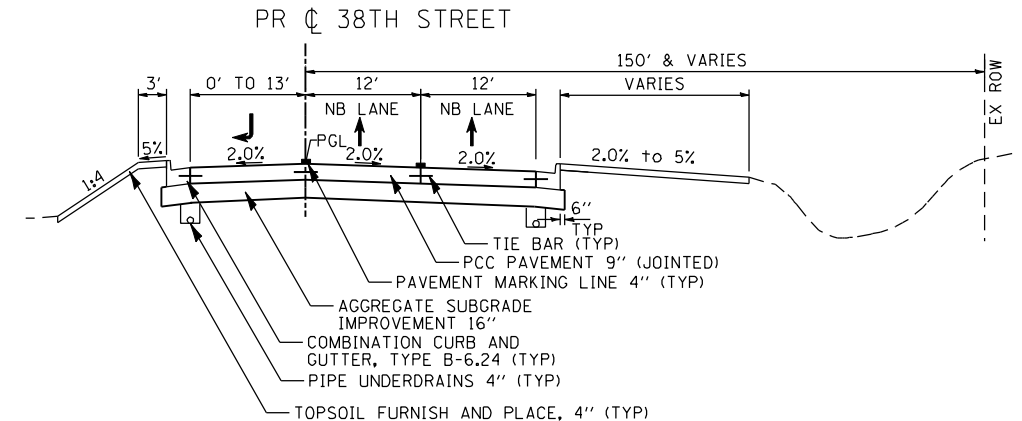 PR ℄ 38TH STREET
150' & VARIES
3'
0' TO 13'
12'
12'
VARIES
EX ROW
NB LANE
NB LANE
PGL
5%
2.0%
2.0%
2.0%
2.0% to 5%
1:4
6"
TYP
TIE BAR (TYP)
PCC PAVEMENT 9" (JOINTED)
PAVEMENT MARKING LINE 4" (TYP)
AGGREGATE SUBGRADE
IMPROVEMENT 16"
COMBINATION CURB AND
GUTTER, TYPE B-6.24 (TYP)
PIPE UNDERDRAINS 4" (TYP)
TOPSOIL FURNISH AND PLACE, 4" (TYP)